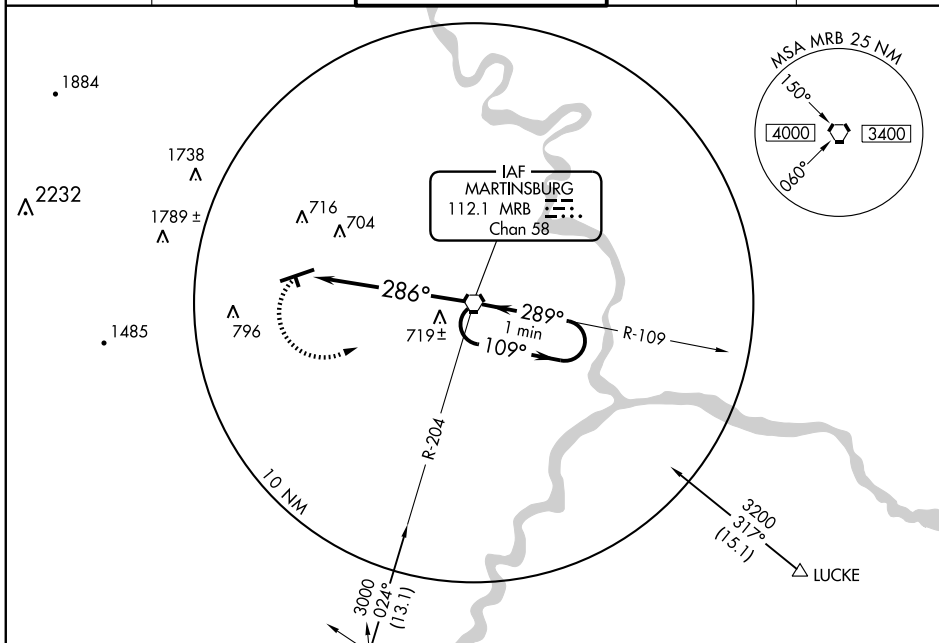 1884
MSA MRB 25 NM
150°
4000
3400
060°
1738
2232
IAF
MARTINSBURG
112.1 MRB
Chan 58
1789 ±
716
704
286°
289°
1 min
109°
R-109
796
719 ±
1485
R-204
10 NM
3000
024°
(13.1)
3200
317°
(15.1)
LUCKE